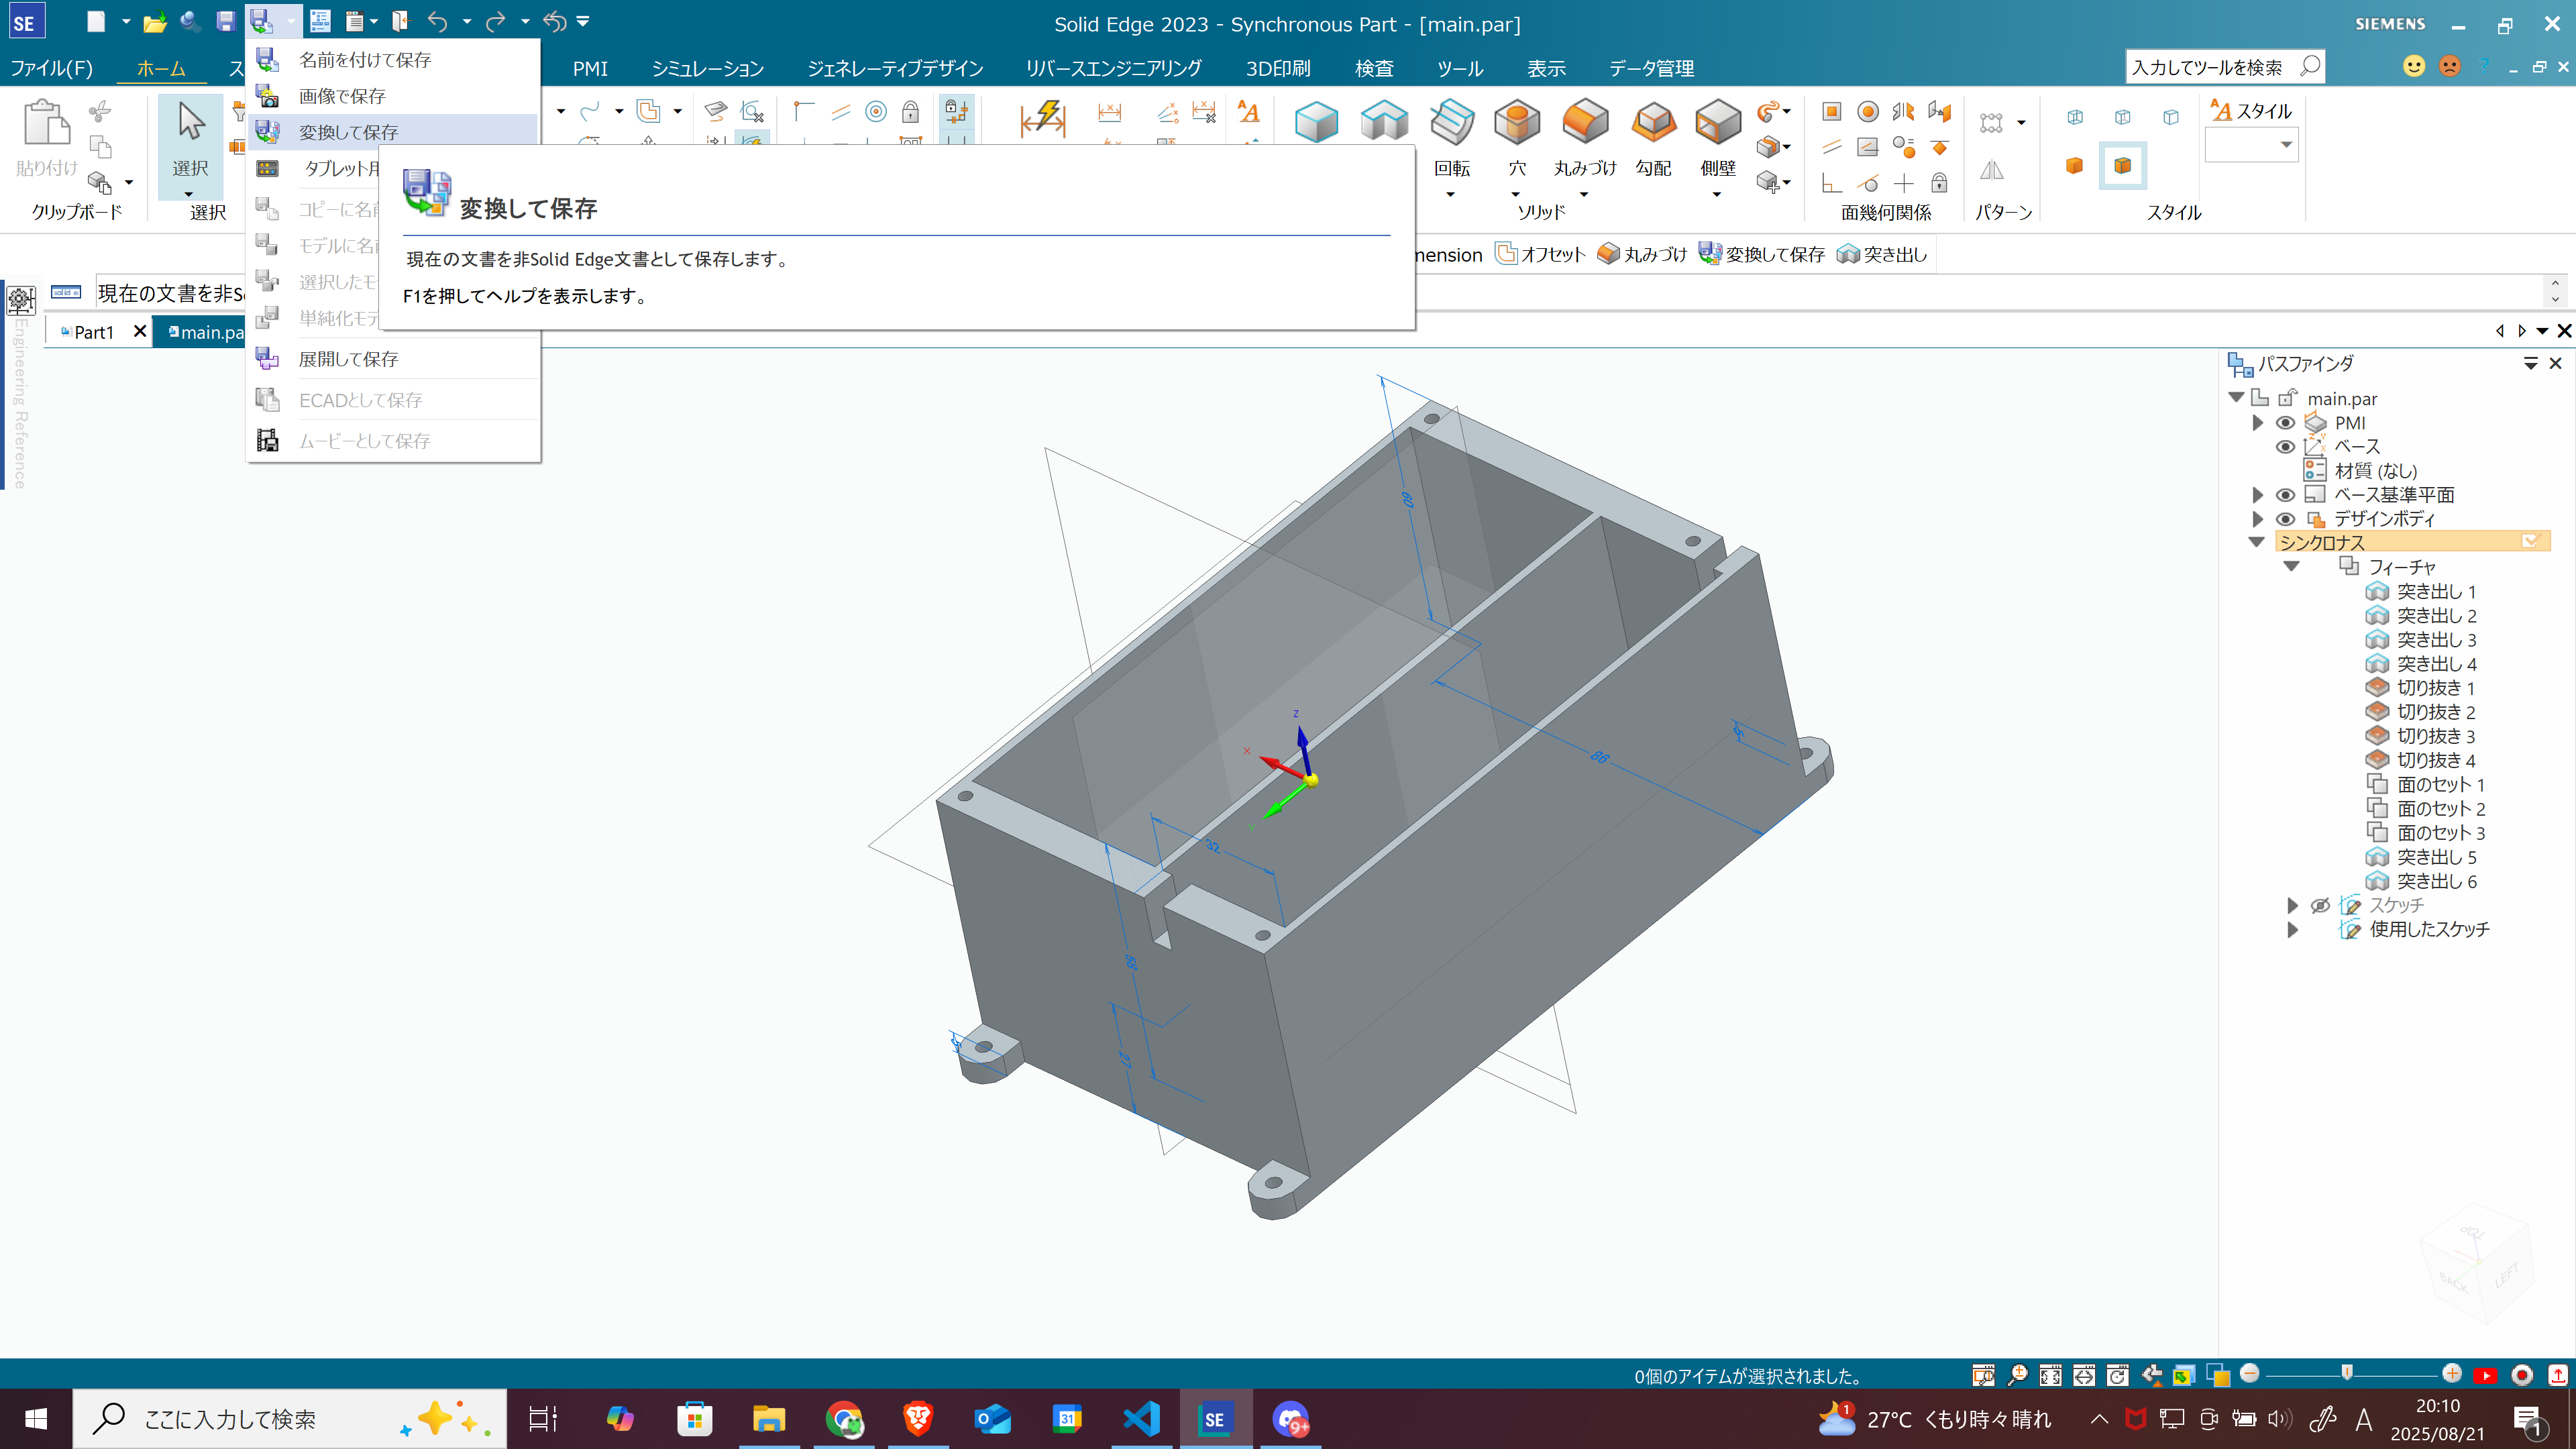 SE
Solid Edge 2023 - Synchronous Part - [main.par]
SIEMENS
ファイル(F)
ホーム
ス
PMI
シミュレーション
ジェネレーティブデザイン
リバースエンジニアリング
3D印刷
検査
ツール
表示
データ管理
入力してツールを検索
名前を付けて保存
画像で保存
変換して保存
タブレット用
コピーに名前
モデルに名前
選択したモ
単純化モデ
展開して保存
ECADとして保存
ムービーとして保存
変換して保存
現在の文書を非Solid Edge文書として保存します。
F1を押してヘルプを表示します。
貼り付け
クリップボード
選択
選択
回転
穴
丸みづけ
勾配
側壁
ソリッド
面幾何関係
パターン
スタイル
スタイル
mension
オフセット
丸みづけ
変換して保存
突き出し
現在の文書を非S
Part1
main.pa
Engineering Reference
パスファインダ
main.par
PMI
ベース
材質 (なし)
ベース基準平面
デザインボディ
シンクロナス
フィーチャ
突き出し 1
突き出し 2
突き出し 3
突き出し 4
切り抜き 1
切り抜き 2
切り抜き 3
切り抜き 4
面のセット 1
面のセット 2
面のセット 3
突き出し 5
突き出し 6
スケッチ
使用したスケッチ
60
86
5
32
58
27
5
Z
X
Y
TOP
BACK
LEFT
0個のアイテムが選択されました。
ここに入力して検索
31
SE
9+
1
27°C くもり時々晴れ
A
20:10
2025/08/21
1